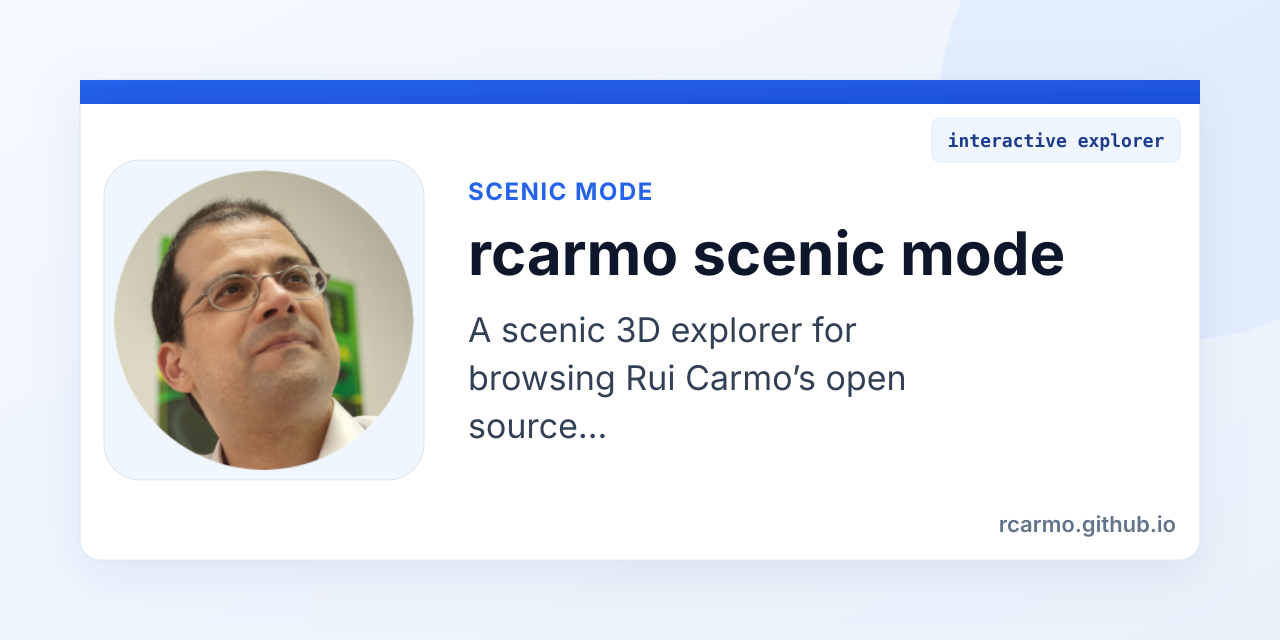 interactive explorer
SCENIC MODE
rcarmo scenic mode
A scenic 3D explorer for
browsing Rui Carmo’s open
source…
rcarmo.github.io